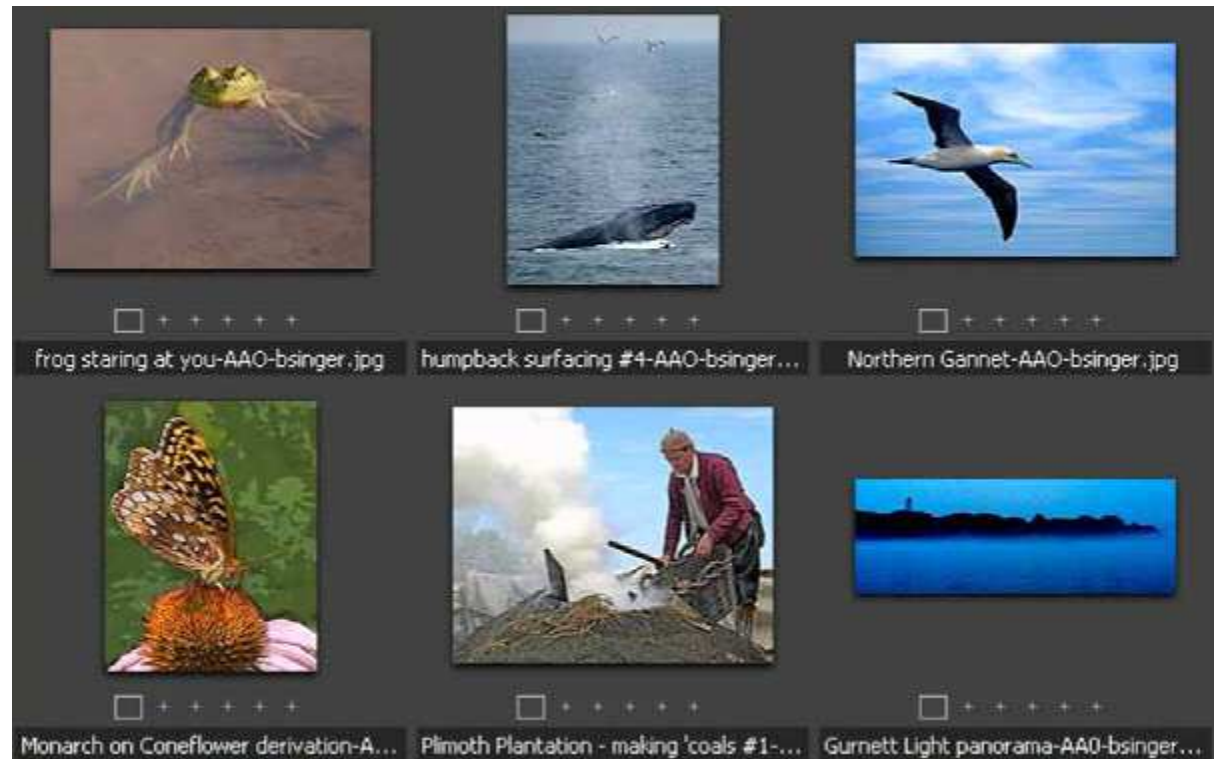 frog staring at you-AAO-bsinger.jpg
humpback surfacing #4-AAO-bsinger...
Northern Gannet-AAO-bsinger.jpg
Monarch on Coneflower derivation-A...
Plimoth Plantation - making 'coals #1-...
Gurnett Light panorama-AA0-bsinger...